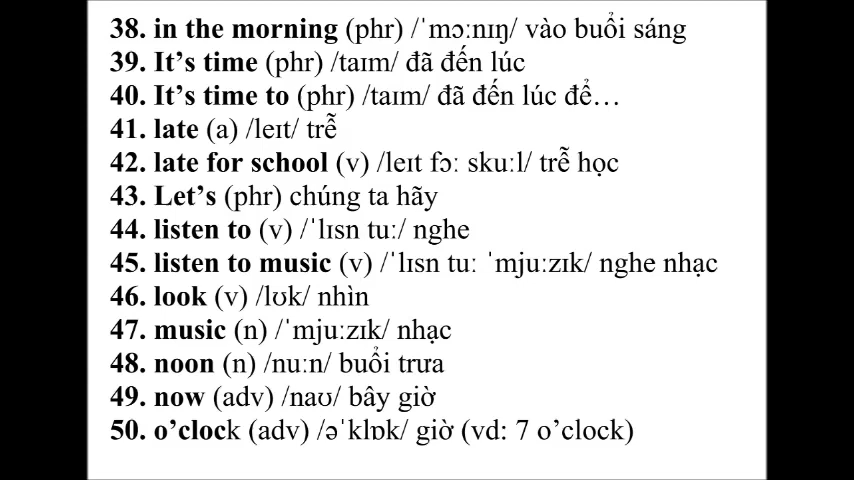 38. in the morning (phr) /ˈmɔːnɪŋ/ vào buổi sáng
39. It’s time (phr) /taɪm/ đã đến lúc
40. It’s time to (phr) /taɪm/ đã đến lúc để…
41. late (a) /leɪt/ trễ
42. late for school (v) /leɪt fɔː skuːl/ trễ học
43. Let’s (phr) chúng ta hãy
44. listen to (v) /ˈlɪsn tuː/ nghe
45. listen to music (v) /ˈlɪsn tuː ˈmjuːzɪk/ nghe nhạc
46. look (v) /lʊk/ nhìn
47. music (n) /ˈmjuːzɪk/ nhạc
48. noon (n) /nuːn/ buổi trưa
49. now (adv) /naʊ/ bây giờ
50. o’clock (adv) /əˈklɒk/ giờ (vd: 7 o’clock)